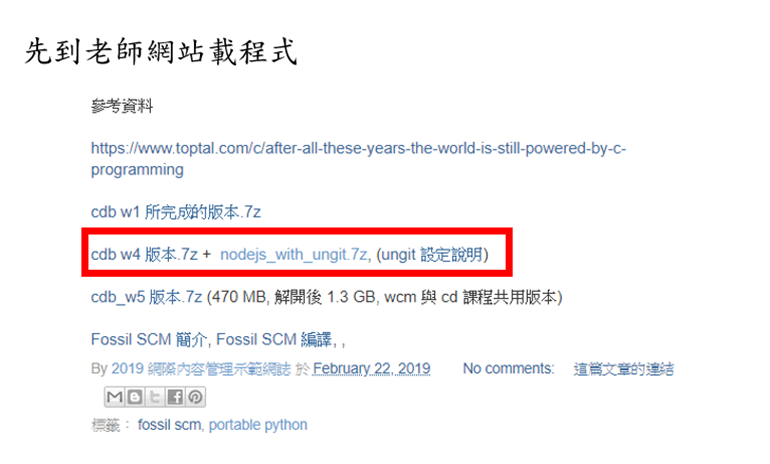 先到老師網站載程式
參考資料
https://www.toptal.com/c/after-all-these-years-the-world-is-still-powered-by-c-
programming
cdb w1 所完成的版本.7z
cdb w4 版本.7z + nodejs_with_ungit.7z, (ungit 設定說明)
cdb_w5 版本.7z (470 MB, 解開後 1.3 GB, wcm 與 cd 課程共用版本)
Fossil SCM 簡介, Fossil SCM 編譯, ,
By 2019 網際內容管理示範網誌 於 February 22, 2019 No comments: 這篇文章的連結
標籤： fossil scm, portable python